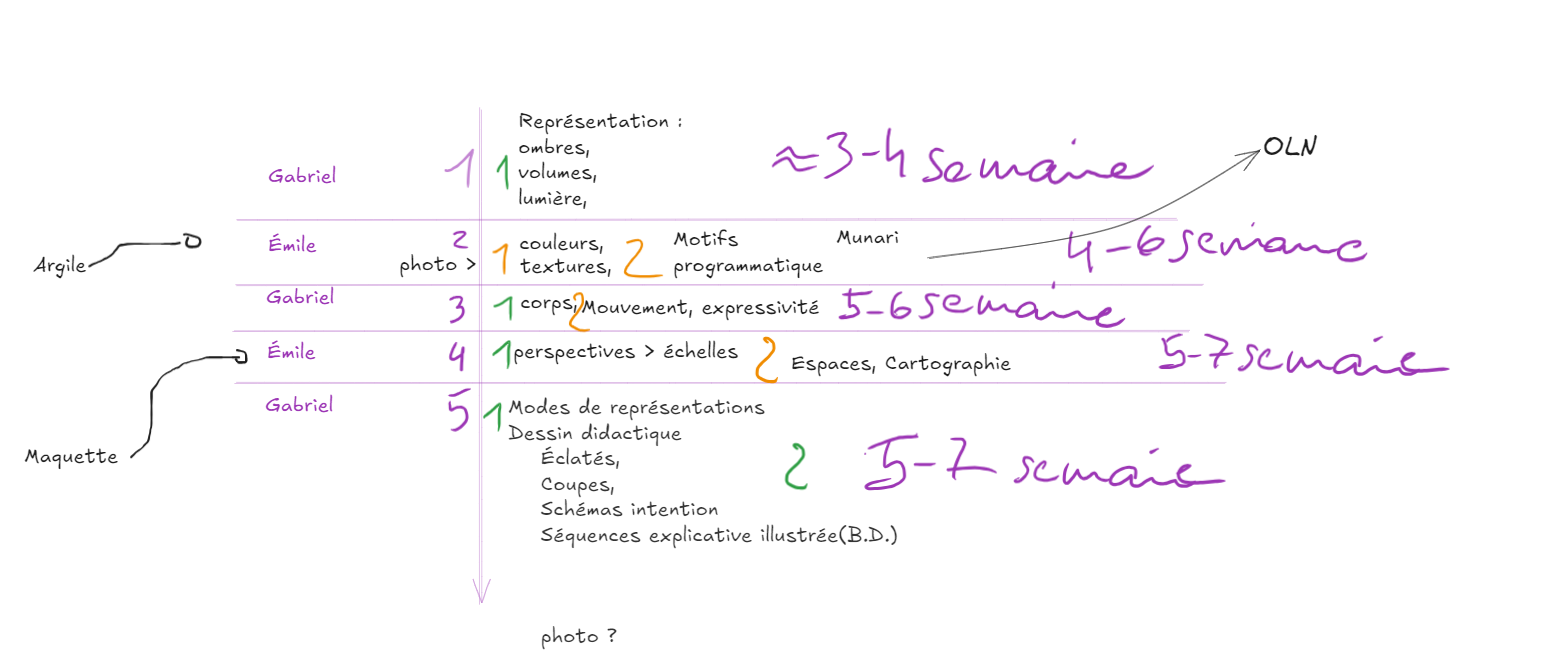 Représentation :
ombres,
volumes,
lumière,
Gabriel
1
1
≈3-4 semaine
OLN
Argile
Émile
2
photo >
1
couleurs,
textures,
2
Motifs
programmatique
Munari
4-6 semaine
Gabriel
3
1
corps,
2
Mouvement, expressivité
5-6 semaine
Émile
4
1
perspectives > échelles
2
Espaces, Cartographie
5-7 semaie
Maquette
Gabriel
5
1
Modes de représentations
Dessin didactique
Éclatés,
Coupes,
Schémas intention
Séquences explicative illustrée(B.D.)
2
5-7 semaie
photo ?